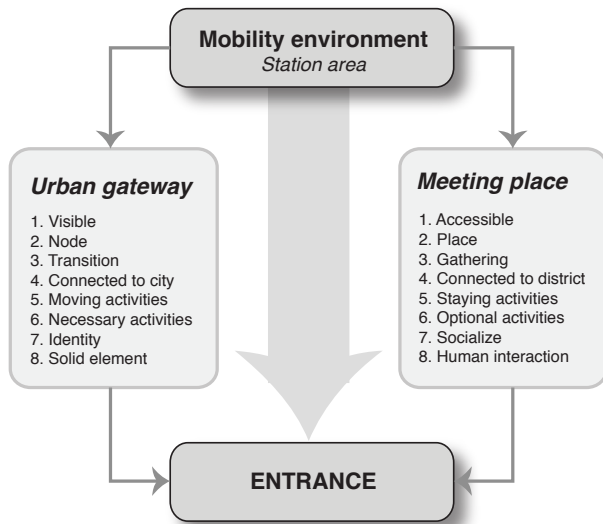 Mobility environment
Station area
Urban gateway
1. Visible
2. Node
3. Transition
4. Connected to city
5. Moving activities
6. Necessary activities
7. Identity
8. Solid element
Meeting place
1. Accessible
2. Place
3. Gathering
4. Connected to district
5. Staying activities
6. Optional activities
7. Socialize
8. Human interaction
ENTRANCE